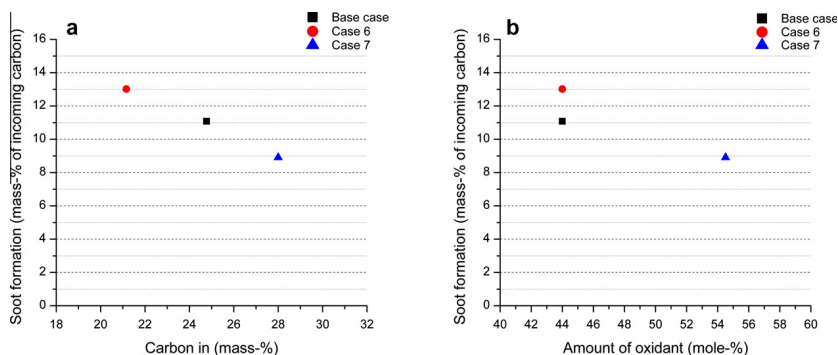 a
Base case
Case 6
Case 7
16
14
12
10
8
6
4
2
0
Soot formation (mass-% of incoming carbon)
18 20 22 24 26 28 30 32
Carbon in (mass-%)
b
Base case
Case 6
Case 7
16
14
12
10
8
6
4
2
0
Soot formation (mass-% of incoming carbon)
40 42 44 46 48 50 52 54 56 58 60
Amount of oxidant (mole-%)